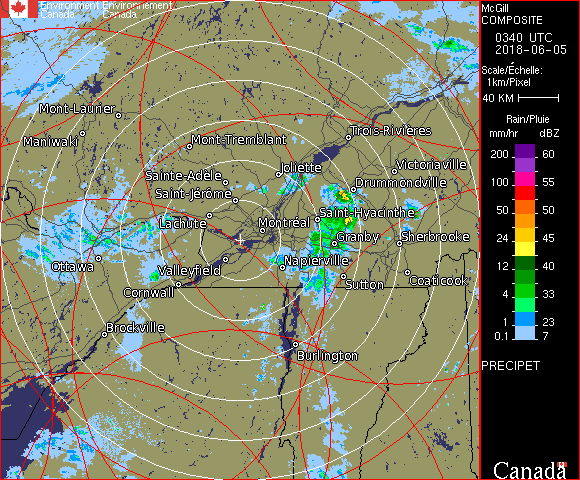 Environment Environnement
Canada Canada
McGill
COMPOSITE
0340 UTC
2018-06-05
Scale/Échelle:
1km/Pixel
40 KM
Rain/Pluie
mm/hr dBZ
200 60
100 55
50 50
24 45
12 40
4 33
1 23
0.1 7
PRECIPET
Canada
Mont-Laurier
Maniwaki
Mont-Tremblant
Trois-Rivières
Joliette
Victoriaville
Sainte-Adèle
Drummondville
Saint-Jérôme
Lachute
Saint-Hyacinthe
Montréal
Granby
Sherbrooke
Ottawa
Valleyfield
Napierville
Cornwall
Sutton
Coaticook
Brockville
Burlington